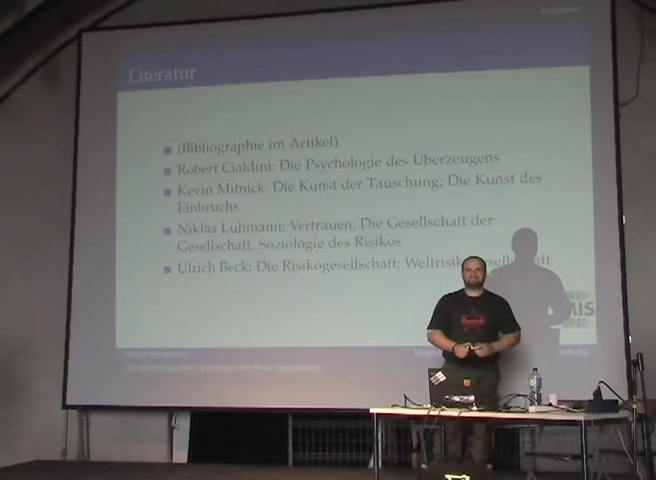 Literatur
(Bibliographie im Artikel)
Robert Cialdini: Die Psychologie des Überzeugens
Kevin Mitnick: Die Kunst der Täuschung; Die Kunst des
Einbruchs
Niklas Luhmann: Vertrauen; Die Gesellschaft der
Gesellschaft, Soziologie des Risikos
Ulrich Beck: Die Risikogesellschaft; Weltrisikogesellschaft
MIS